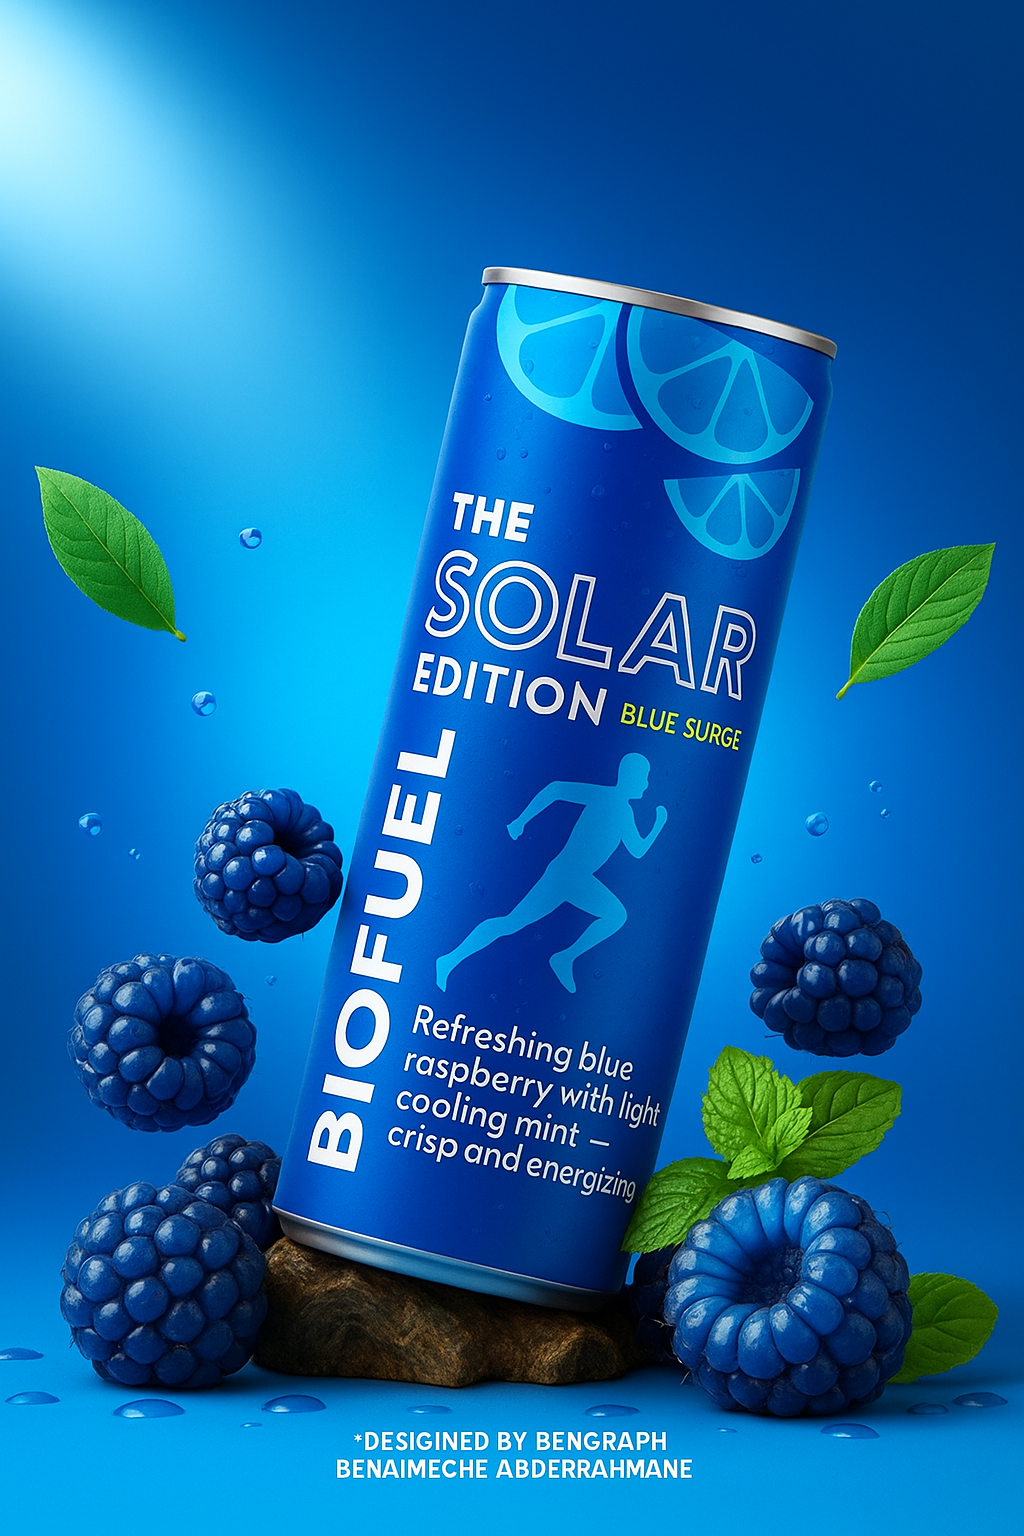 THE
SOLAR
EDITION BLUE SURGE
BIOFUEL
Refreshing blue
raspberry with light
cooling mint –
crisp and energizing
*DESIGINED BY BENGRAPH
BENAIMECHE ABDERRAHMANE